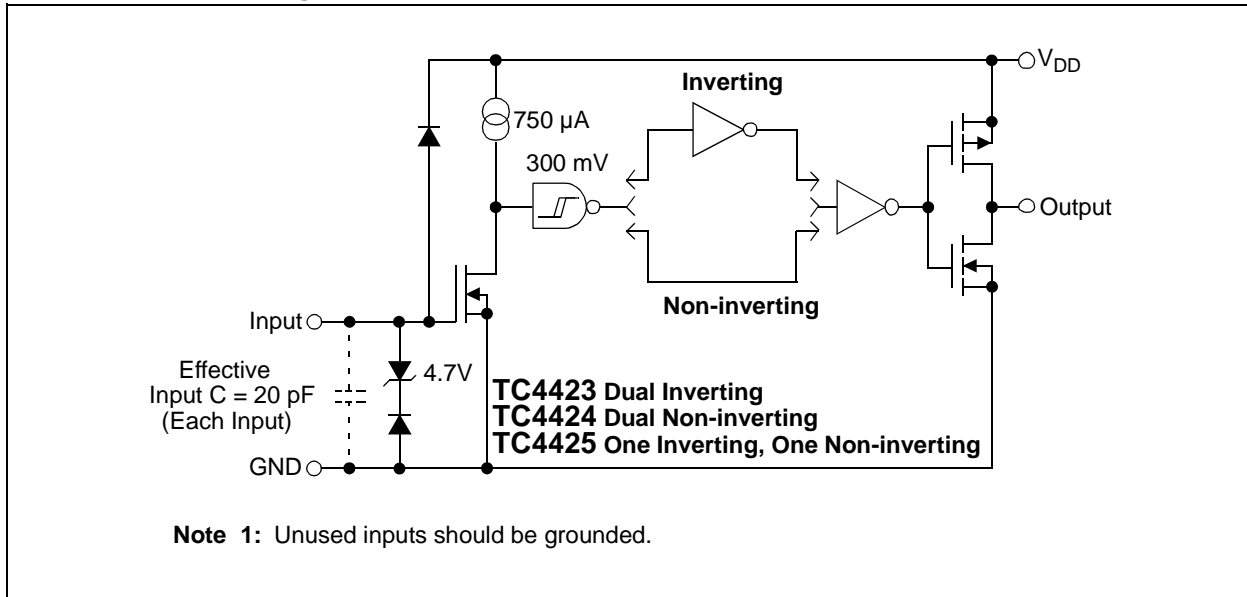 V_DD
Inverting
750 µA
300 mV
Output
Non-inverting
Input
Effective
Input C = 20 pF
(Each Input)
4.7V
TC4423 Dual Inverting
TC4424 Dual Non-inverting
TC4425 One Inverting, One Non-inverting
GND
Note 1: Unused inputs should be grounded.